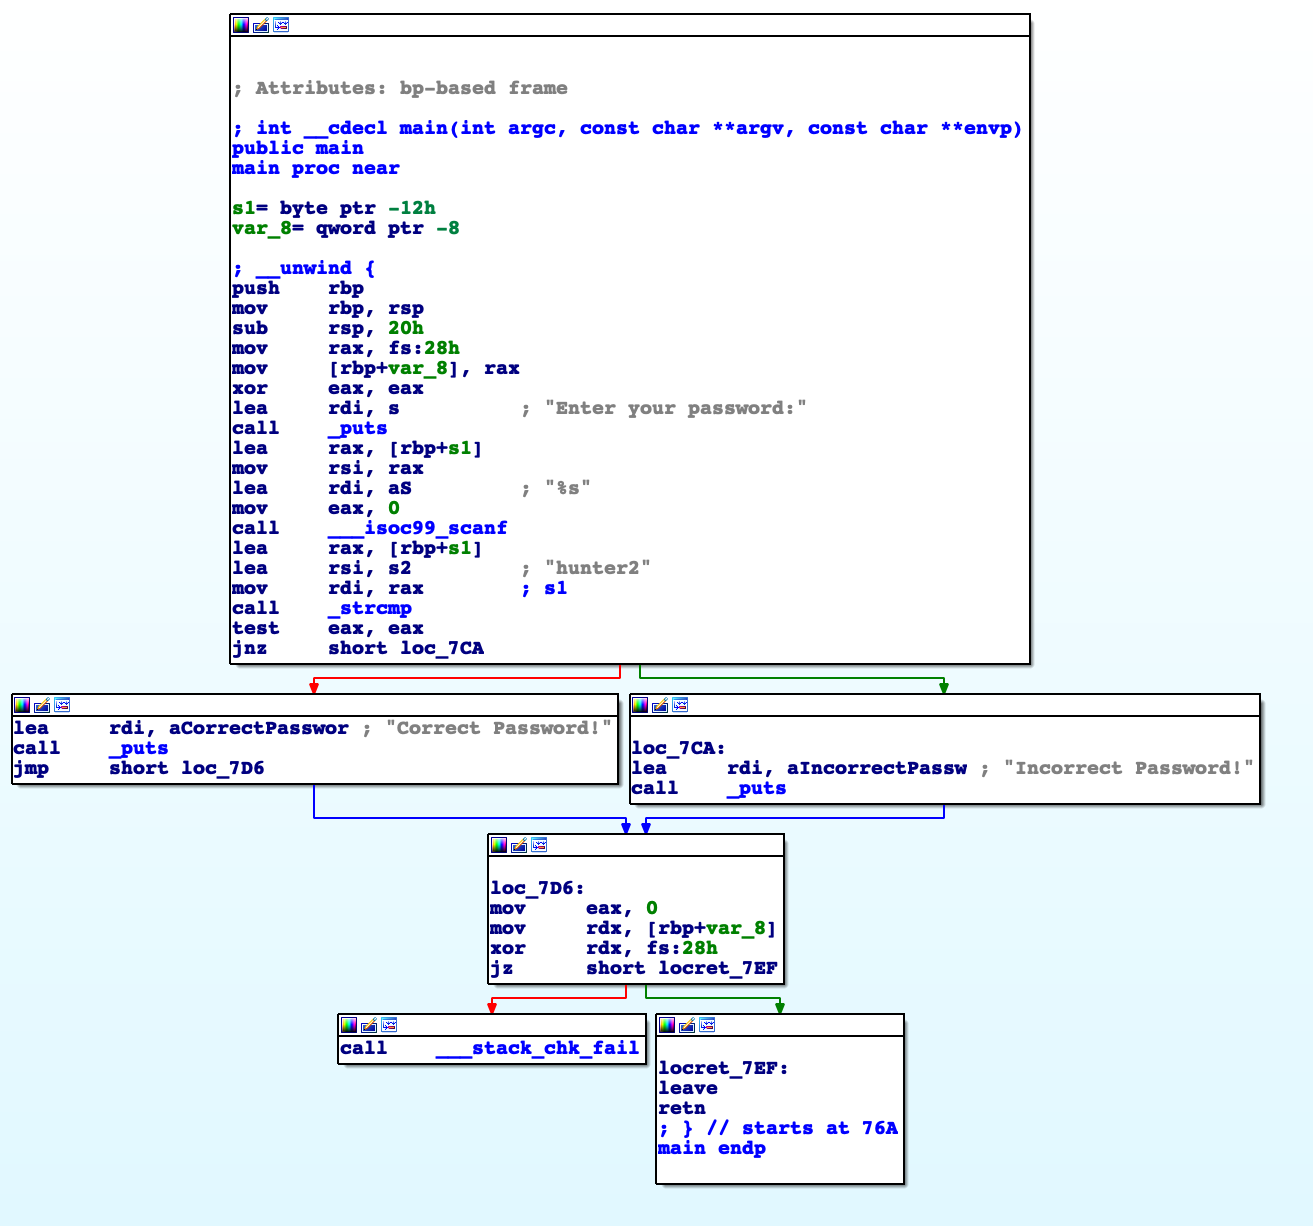 ; Attributes: bp-based frame
; int __cdecl main(int argc, const char **argv, const char **envp)
public main
main proc near
s1= byte ptr -12h
var_8= qword ptr -8
; __unwind {
push    rbp
mov     rbp, rsp
sub     rsp, 20h
mov     rax, fs:28h
mov     [rbp+var_8], rax
xor     eax, eax
lea     rdi, s          ; "Enter your password:"
call    _puts
lea     rax, [rbp+s1]
mov     rsi, rax
lea     rdi, aS         ; "%s"
mov     eax, 0
call    ___isoc99_scanf
lea     rax, [rbp+s1]
lea     rsi, s2         ; "hunter2"
mov     rdi, rax        ; s1
call    _strcmp
test    eax, eax
jnz     short loc_7CA
lea     rdi, aCorrectPasswor ; "Correct Password!"
call    _puts
jmp     short loc_7D6
loc_7CA:
lea     rdi, aIncorrectPassw ; "Incorrect Password!"
call    _puts
loc_7D6:
mov     eax, 0
mov     rdx, [rbp+var_8]
xor     rdx, fs:28h
jz      short locret_7EF
call    ___stack_chk_fail
locret_7EF:
leave
retn
; } // starts at 76A
main endp